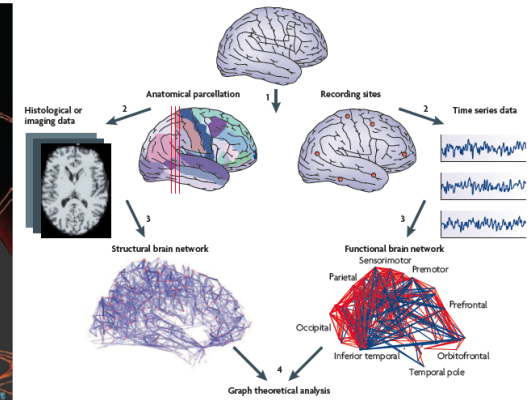 Anatomical parcellation
1
Recording sites
Histological or
imaging data
2
2
Time series data
3
3
Structural brain network
Functional brain network
Sensorimotor
Premotor
Parietal
Prefrontal
Occipital
Inferior temporal
Orbitofrontal
Temporal pole
4
Graph theoretical analysis